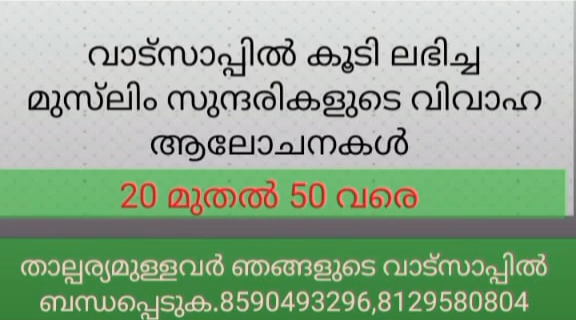 വാട്സാപ്പിൽ കൂടി ലഭിച്ച
മുസ്ലിം സുന്ദരികളുടെ വിവാഹ
ആലോചനകൾ
20 മുതൽ 50 വരെ
താല്പര്യമുള്ളവർ ഞങ്ങളുടെ വാട്സാപ്പിൽ
ബന്ധപ്പെടുക.8590493296,8129580804